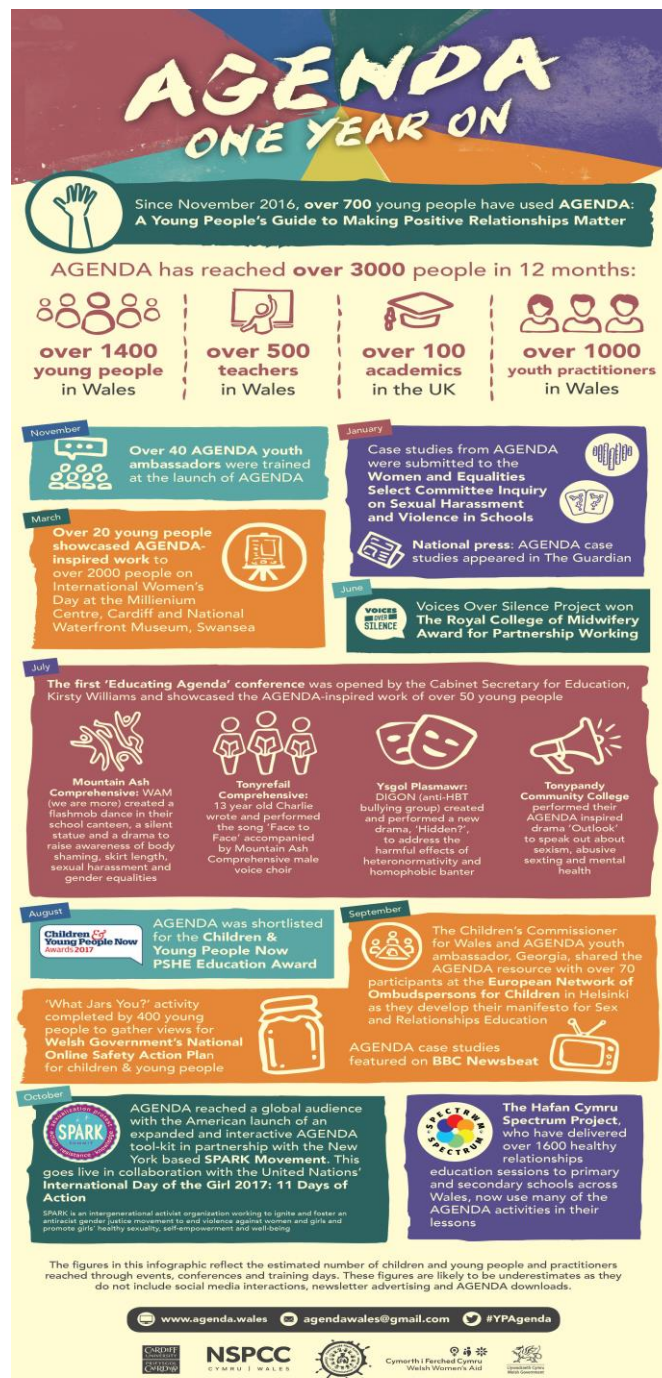 AGENDA
ONE YEAR ON
Since November 2016, over 700 young people have used AGENDA:
A Young People's Guide to Making Positive Relationships Matter
AGENDA has reached over 3000 people in 12 months:
over 1400
young people
in Wales
over 500
teachers
in Wales
over 100
academics
in the UK
over 1000
youth practitioners
in Wales
November
Over 40 AGENDA youth
ambassadors were trained
at the launch of AGENDA
January
Case studies from AGENDA
were submitted to the
Women and Equalities
Select Committee Inquiry
on Sexual Harassment
and Violence in Schools
National press: AGENDA case
studies appeared in The Guardian
March
Over 20 young people
showcased AGENDA-
inspired work to
over 2000 people on
International Women's
Day at the Millienium
Centre, Cardiff and National
Waterfront Museum, Swansea
June
VOICES
OVER
SILENCE
Voices Over Silence Project won
The Royal College of Midwifery
Award for Partnership Working
July
The first 'Educating Agenda' conference was opened by the Cabinet Secretary for Education,
Kirsty Williams and showcased the AGENDA-inspired work of over 50 young people
Mountain Ash
Comprehensive: WAM
(we are more) created a
flashmob dance in their
school canteen, a silent
statue and a drama to
raise awareness of body
shaming, skirt length,
sexual harassment and
gender equalities
Tonyrefail
Comprehensive:
13 year old Charlie
wrote and performed
the song 'Face to
Face' accompanied
by Mountain Ash
Comprehensive male
voice choir
Ysgol Plasmawr:
DIGON (anti-HBT
bullying group) created
and performed a new
drama, 'Hidden?',
to address the
harmful effects of
heteronormativity and
homophobic banter
Tonypandy
Community College
performed their
AGENDA inspired
drama 'Outlook'
to speak out about
sexism, abusive
sexting and mental
health
August
Children &
Young People Now
Awards 2017
AGENDA was shortlisted
for the Children &
Young People Now
PSHE Education Award
'What Jars You?' activity
completed by 400 young
people to gather views for
Welsh Government's National
Online Safety Action Plan
for children & young people
September
The Children's Commissioner
for Wales and AGENDA youth
ambassador, Georgia, shared the
AGENDA resource with over 70
participants at the European Network of
Ombudspersons for Children in Helsinki
as they develop their manifesto for Sex
and Relationships Education
AGENDA case studies
featured on BBC Newsbeat
October
SPARK
AGENDA reached a global audience
with the American launch of an
expanded and interactive AGENDA
tool-kit in partnership with the New
York based SPARK Movement. This
goes live in collaboration with the United Nations'
International Day of the Girl 2017: 11 Days of
Action
SPARK is an intergenerational activist organization working to ignite and foster an
antiracist gender justice movement to end violence against women and girls and
promote girls' healthy sexuality, self-empowerment and well-being
SPECTRWM
SPECTRUM
The Hafan Cymru
Spectrum Project,
who have delivered
over 1600 healthy
relationships
education sessions to primary
and secondary schools across
Wales, now use many of the
AGENDA activities in their
lessons
The figures in this infographic reflect the estimated number of children and young people and practitioners
reached through events, conferences and training days. These figures are likely to be underestimates as they
do not include social media interactions, newsletter advertising and AGENDA downloads.
www.agenda.wales
agendawales@gmail.com
#YPAgenda
CARDIFF
UNIVERSITY
PRIFYSGOL
CAERDYDD
NSPCC
CYMRU | WALES
Cymorth i Ferched Cymru
Welsh Women's Aid
Llywodraeth Cymru
Welsh Government